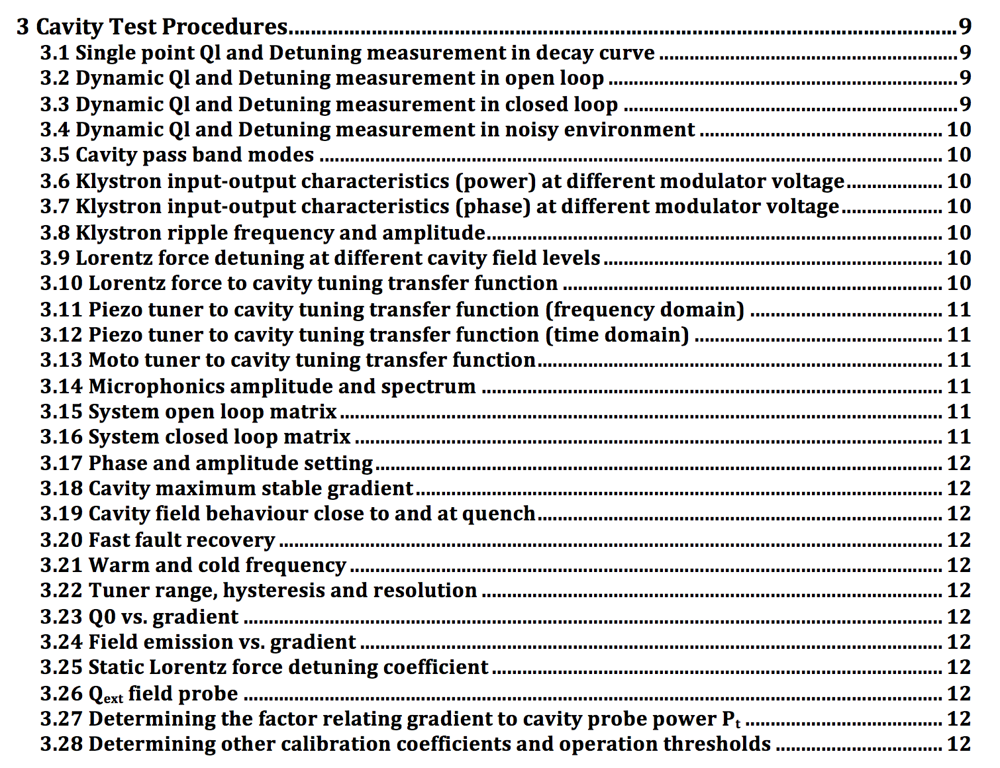 3 Cavity Test Procedures....................................................................................................................9
3.1 Single point Ql and Detuning measurement in decay curve............................................................9
3.2 Dynamic Ql and Detuning measurement in open loop......................................................................9
3.3 Dynamic Ql and Detuning measurement in closed loop...................................................................9
3.4 Dynamic Ql and Detuning measurement in noisy environment................................................10
3.5 Cavity pass band modes............................................................................................................................10
3.6 Klystron input-output characteristics (power) at different modulator voltage...................10
3.7 Klystron input-output characteristics (phase) at different modulator voltage....................10
3.8 Klystron ripple frequency and amplitude...........................................................................................10
3.9 Lorentz force detuning at different cavity field levels....................................................................10
3.10 Lorentz force to cavity tuning transfer function............................................................................10
3.11 Piezo tuner to cavity tuning transfer function (frequency domain)......................................11
3.12 Piezo tuner to cavity tuning transfer function (time domain).................................................11
3.13 Moto tuner to cavity tuning transfer function.................................................................................11
3.14 Microphonics amplitude and spectrum............................................................................................11
3.15 System open loop matrix........................................................................................................................11
3.16 System closed loop matrix.....................................................................................................................11
3.17 Phase and amplitude setting.................................................................................................................12
3.18 Cavity maximum stable gradient.........................................................................................................12
3.19 Cavity field behaviour close to and at quench.................................................................................12
3.20 Fast fault recovery....................................................................................................................................12
3.21 Warm and cold frequency......................................................................................................................12
3.22 Tuner range, hysteresis and resolution............................................................................................12
3.23 Q0 vs. gradient...........................................................................................................................................12
3.24 Field emission vs. gradient....................................................................................................................12
3.25 Static Lorentz force detuning coefficient..........................................................................................12
3.26 Qext field probe...........................................................................................................................................12
3.27 Determining the factor relating gradient to cavity probe power Pt.......................................12
3.28 Determining other calibration coefficients and operation thresholds.................................12